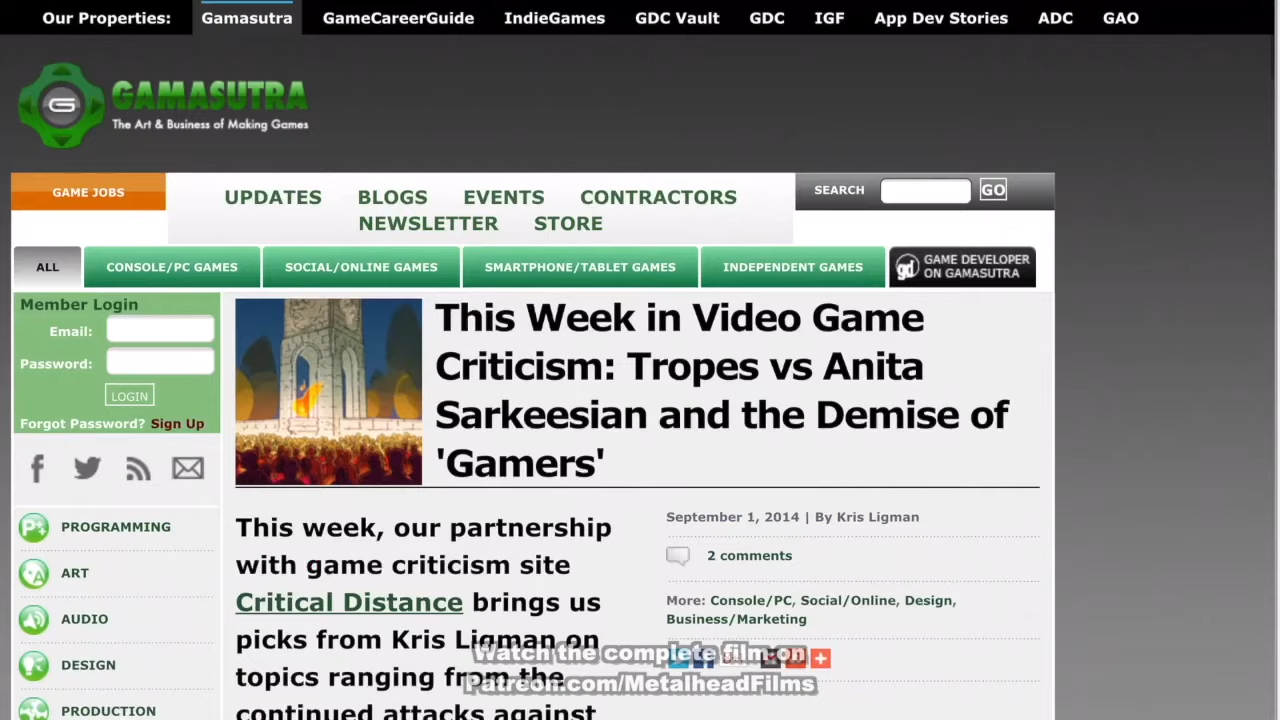 Our Properties: Gamasutra GameCareerGuide IndieGames GDC Vault GDC IGF App Dev Stories ADC GAO
G GAMASUTRA
The Art & Business of Making Games
GAME JOBS
UPDATES BLOGS EVENTS CONTRACTORS
NEWSLETTER STORE
SEARCH GO
ALL CONSOLE/PC GAMES SOCIAL/ONLINE GAMES SMARTPHONE/TABLET GAMES INDEPENDENT GAMES
gd GAME DEVELOPER
ON GAMASUTRA
Member Login
Email:
Password:
LOGIN
Forgot Password? Sign Up
PROGRAMMING
ART
AUDIO
DESIGN
PRODUCTION
This Week in Video Game
Criticism: Tropes vs Anita
Sarkeesian and the Demise of
'Gamers'
This week, our partnership
with game criticism site
Critical Distance brings us
picks from Kris Ligman on
topics ranging from the
continued attacks against
September 1, 2014 | By Kris Ligman
2 comments
More: Console/PC, Social/Online, Design,
Business/Marketing
Watch the complete film on
Patreon.com/MetalheadFilms